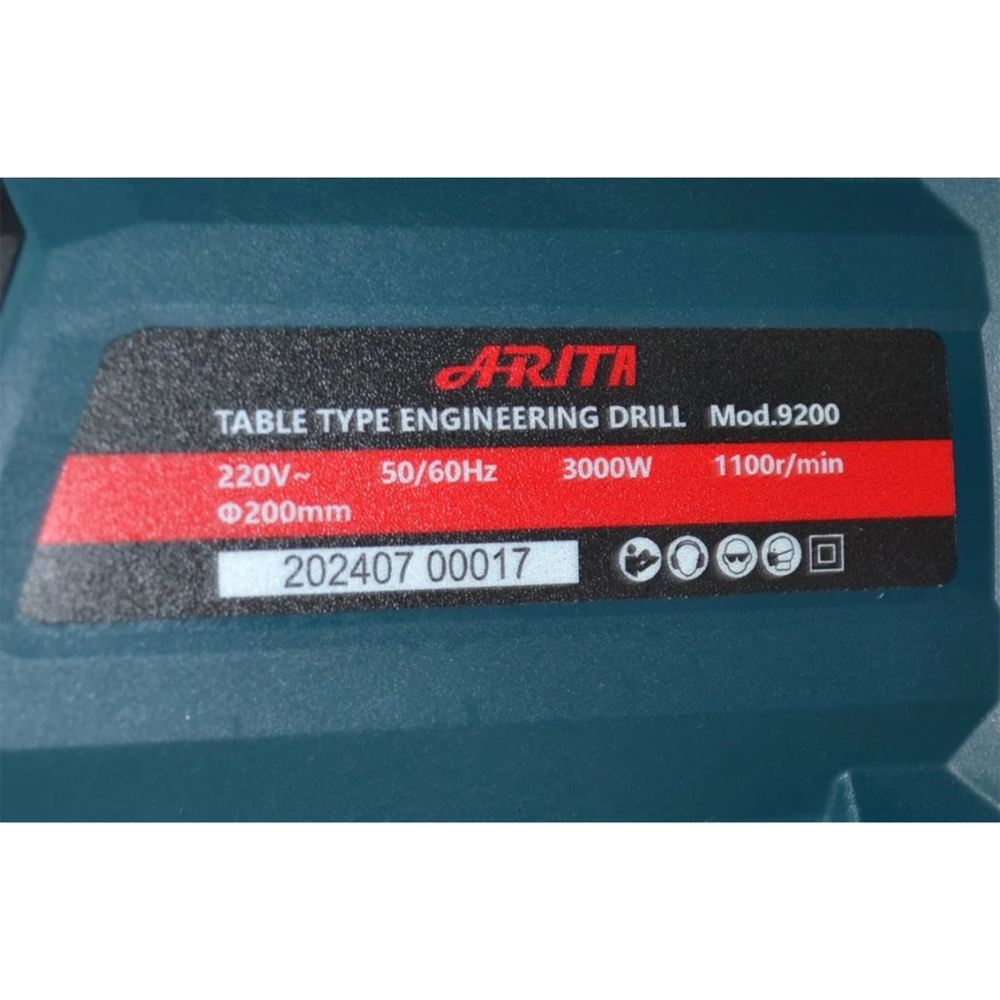 ARITA
TABLE TYPE ENGINEERING DRILL Mod.9200
220V~ 50/60Hz 3000W 1100r/min
Φ200mm
202407 00017